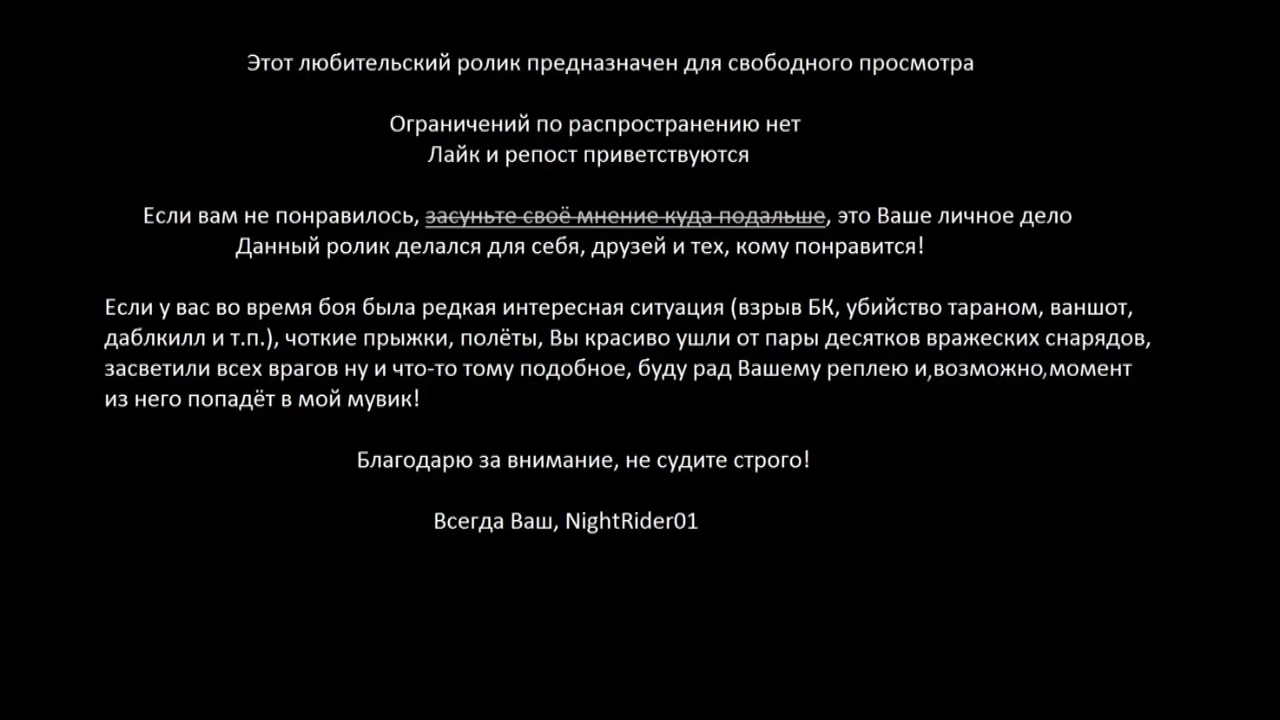 Этот любительский ролик предназначен для свободного просмотра
Ограничений по распространению нет
Лайк и репост приветствуются
Если вам не понравилось, засуньте своё мнение куда подальше, это Ваше личное дело
Данный ролик делался для себя, друзей и тех, кому понравится!
Если у вас во время боя была редкая интересная ситуация (взрыв БК, убийство тараном, ваншот,
даблкилл и т.п.), чоткие прыжки, полёты, Вы красиво ушли от пары десятков вражеских снарядов,
засветили всех врагов ну и что-то тому подобное, буду рад Вашему реплею и,возможно,момент
из него попадёт в мой мувик!
Благодарю за внимание, не судите строго!
Всегда Ваш, NightRider01